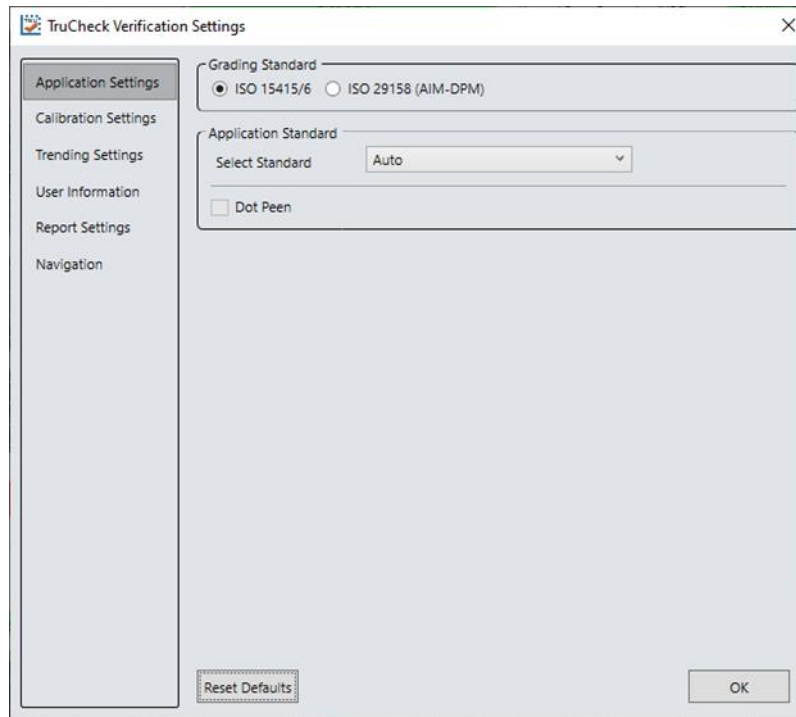 TruCheck Verification Settings
Application Settings
Calibration Settings
Trending Settings
User Information
Report Settings
Navigation
Grading Standard
ISO 15415/6 ISO 29158 (AIM-DPM)
Application Standard
Select Standard Auto
Dot Peen
Reset Defaults OK